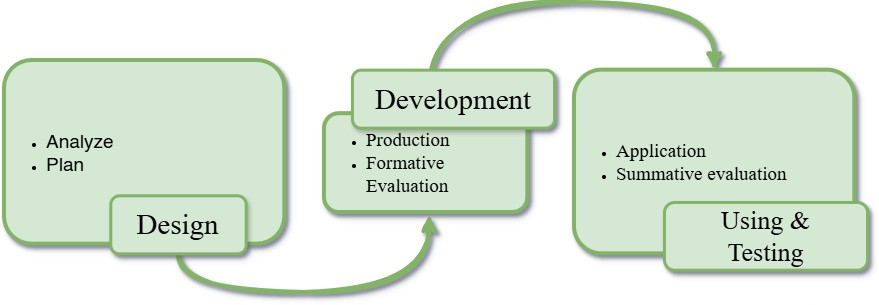 Analyze
Plan
Design
Development
Production
Formative
Evaluation
Application
Summative evaluation
Using &
Testing